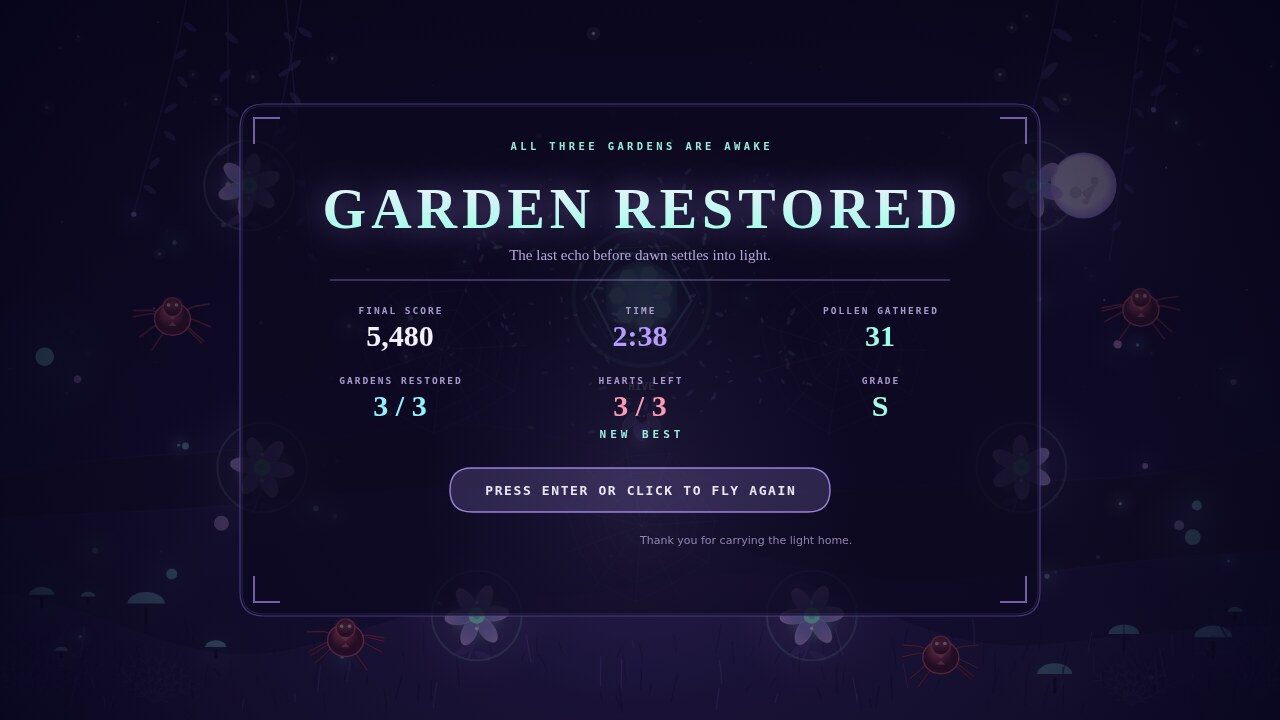 ALL THREE GARDENS ARE AWAKE
GARDEN RESTORED
The last echo before dawn settles into light.
FINAL SCORE TIME POLLEN GATHERED
5,480 2:38 31
GARDENS RESTORED HEARTS LEFT GRADE
3 / 3 3 / 3 S
NEW BEST
PRESS ENTER OR CLICK TO FLY AGAIN
Thank you for carrying the light home.